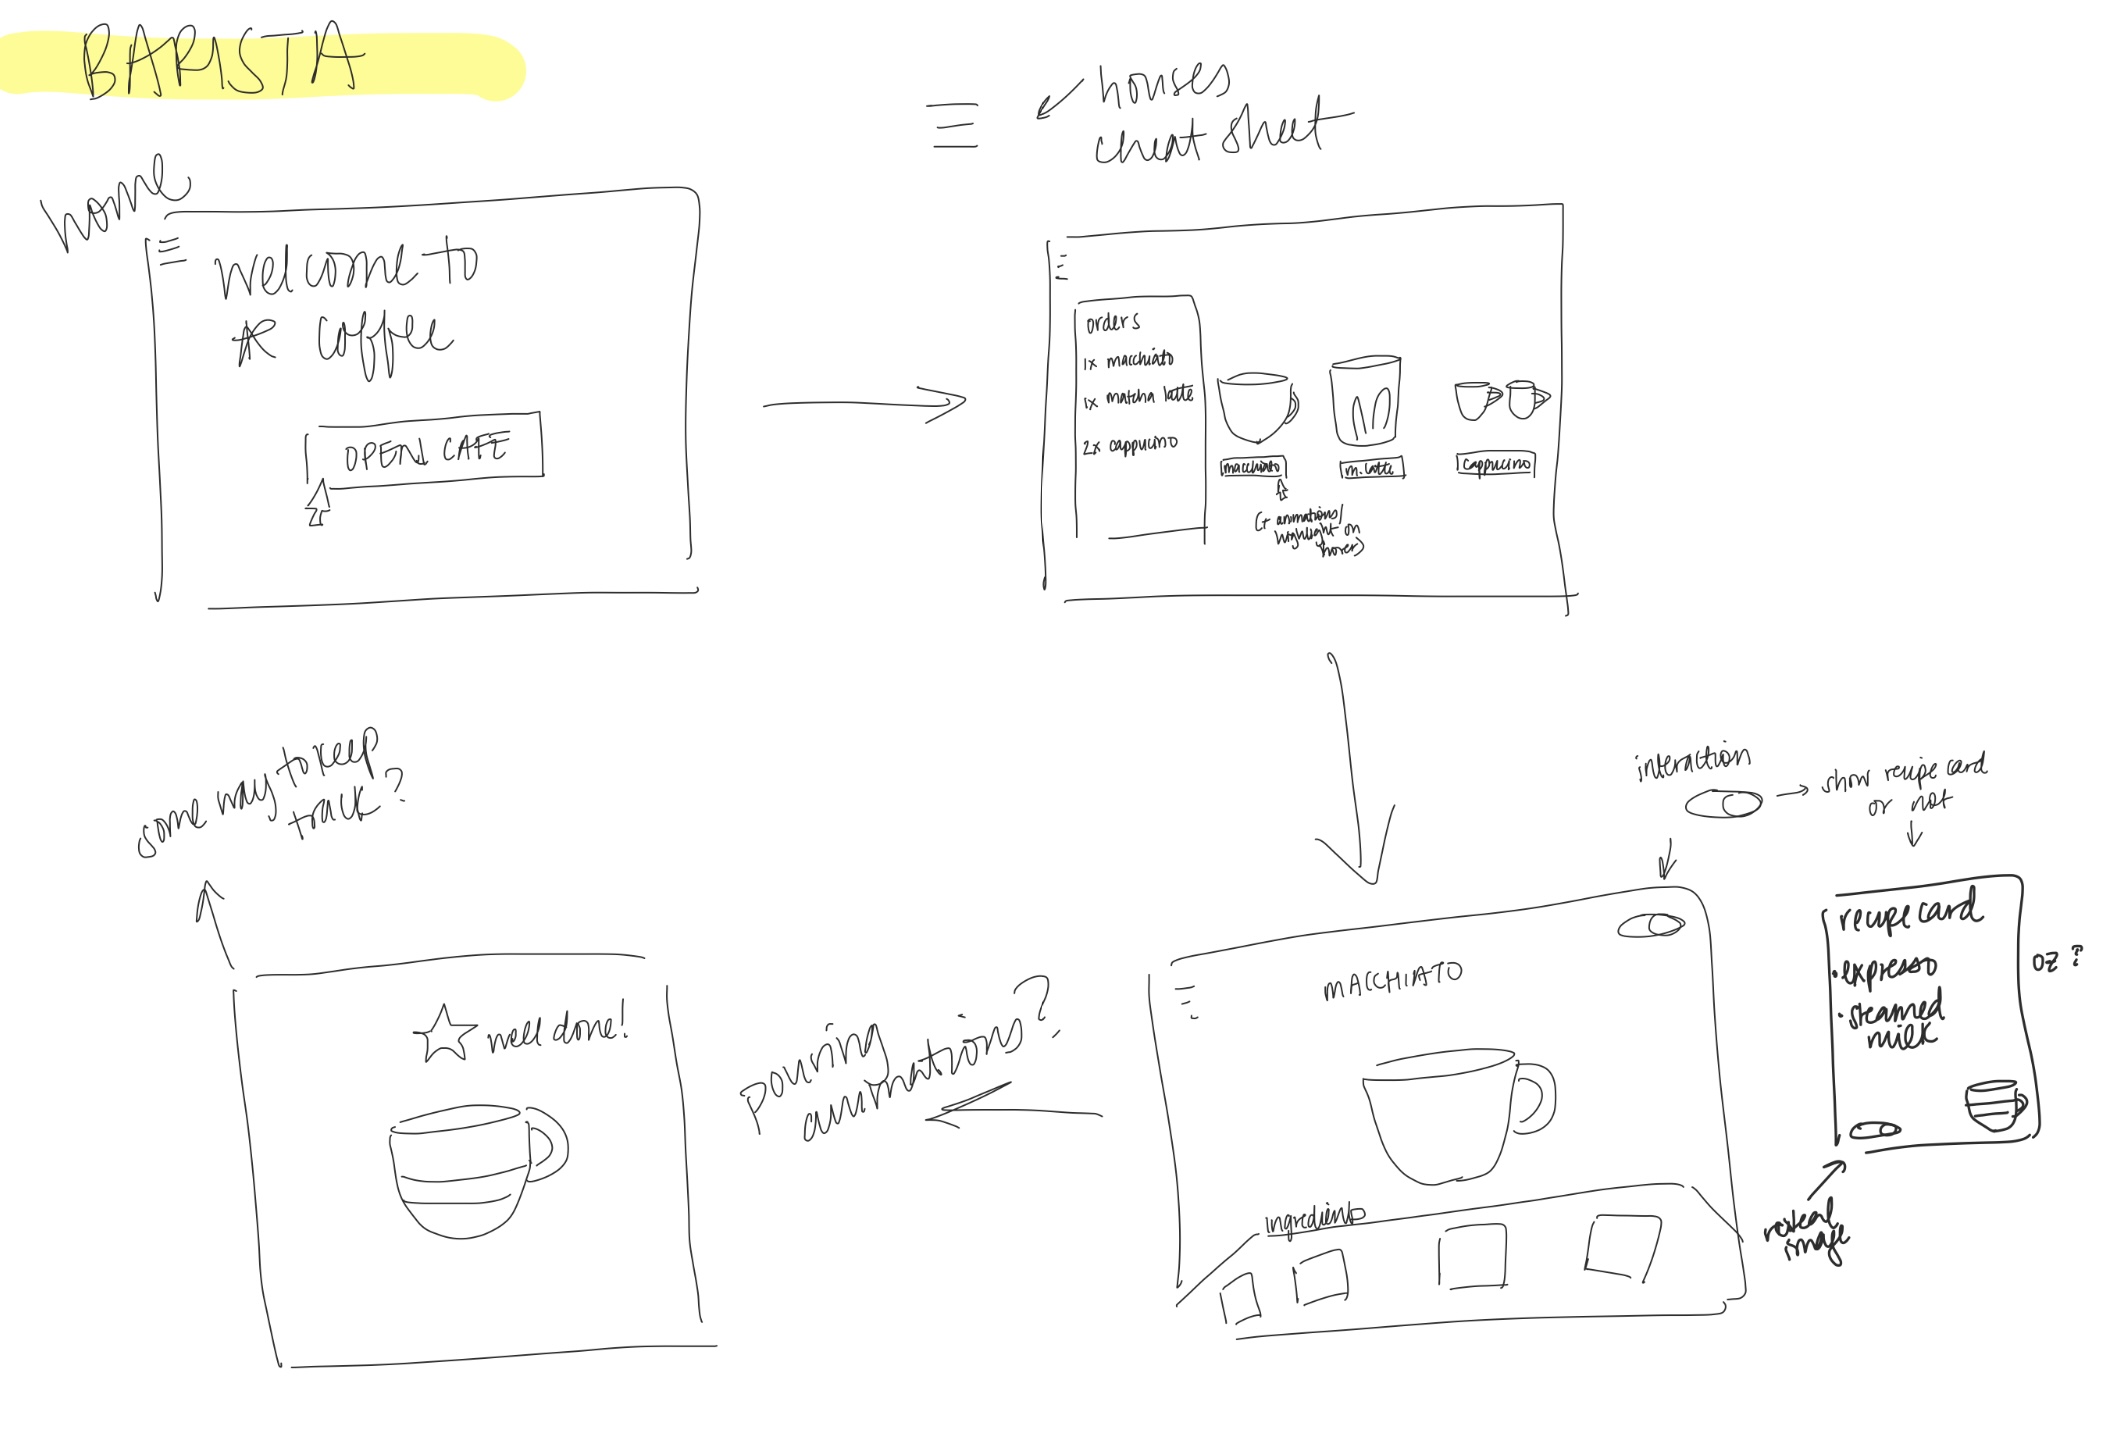 BARISTA
houses
cheat sheet
home
welcome to
coffee
OPEN CAFE
orders
1x macchiato
1x matcha latte
2x cappucino
macchiato
m. latte
cappucino
(+ animations/
highlight on
hover)
interaction
show recipe card
or not
recipe card
• expresso
• steamed
milk
oz?
reveal
image
MACCHIATO
ingredients
pouring
animations?
some way to keep
track?
well done!